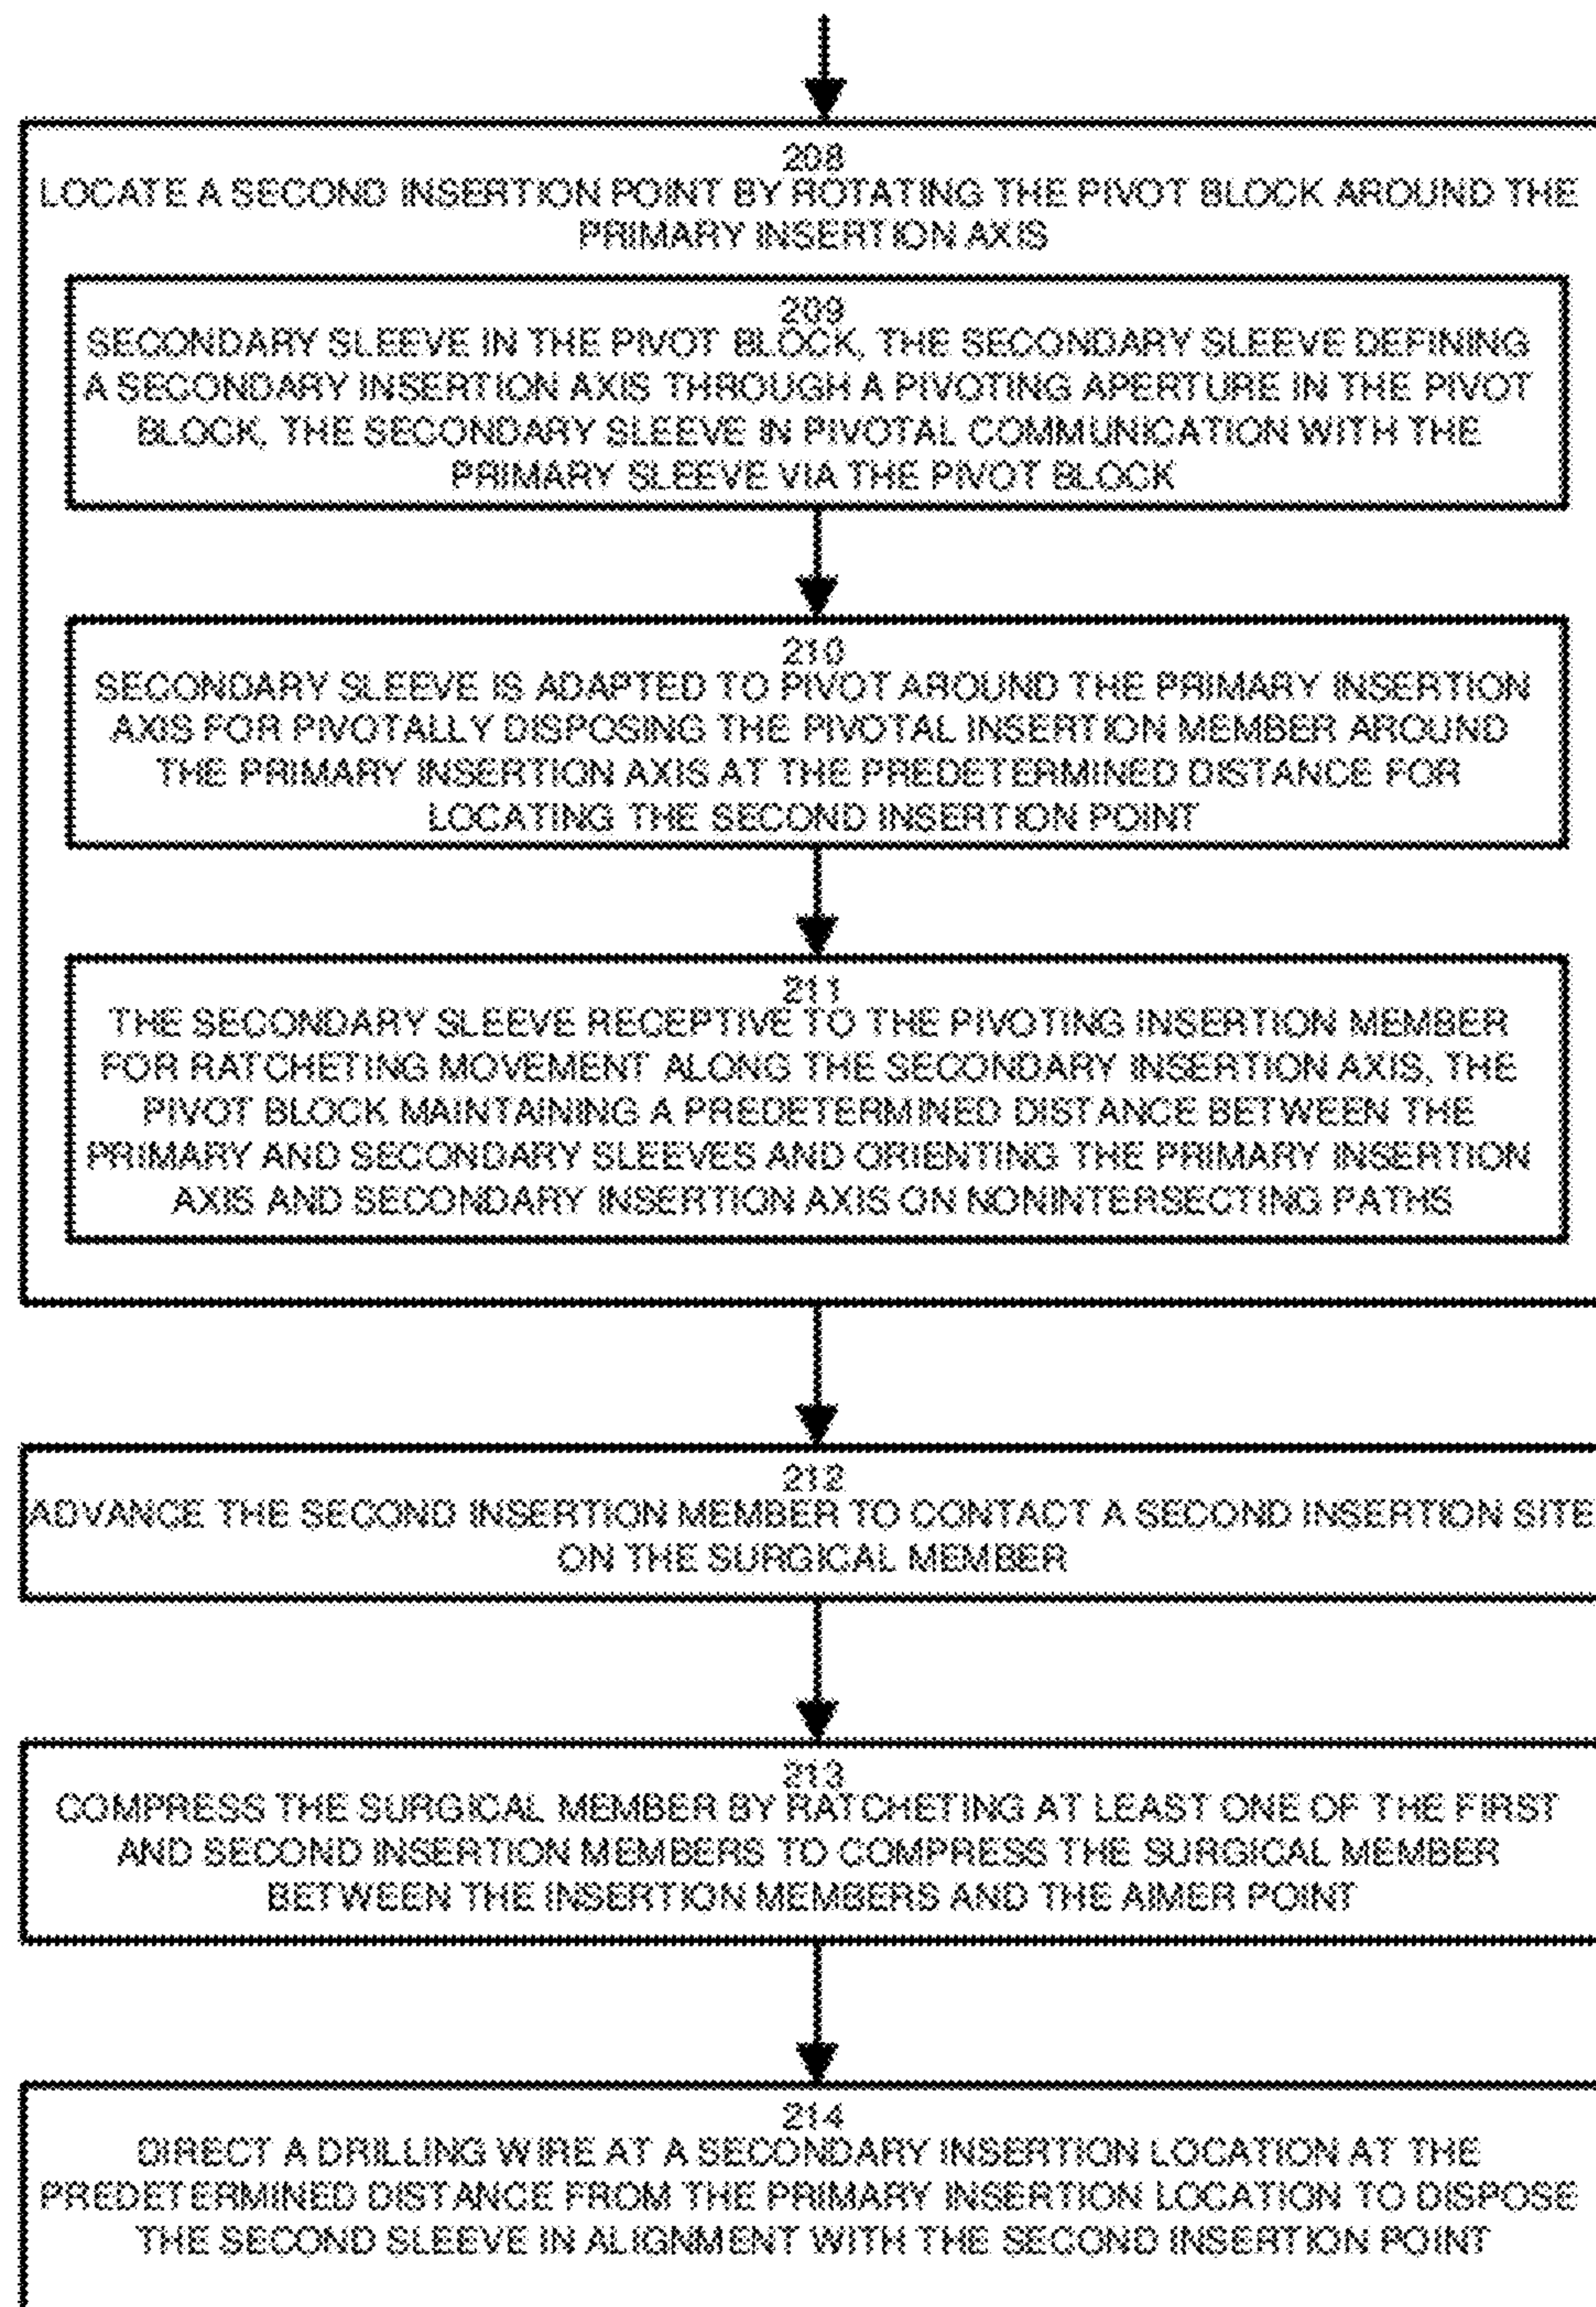 208
LOCATE A SECOND INSERTION POINT BY ROTATING THE PIVOT BLOCK AROUND THE
PRIMARY INSERTION AXIS
209
SECONDARY SLEEVE IN THE PIVOT BLOCK, THE SECONDARY SLEEVE DEFINING
A SECONDARY INSERTION AXIS THROUGH A PIVOTING APERTURE IN THE PIVOT
BLOCK, THE SECONDARY SLEEVE IN PIVOTAL COMMUNICATION WITH THE
PRIMARY SLEEVE VIA THE PIVOT BLOCK
210
SECONDARY SLEEVE IS ADAPTED TO PIVOT AROUND THE PRIMARY INSERTION
AXIS FOR PIVOTALLY DISPOSING THE PIVOTAL INSERTION MEMBER AROUND
THE PRIMARY INSERTION AXIS AT THE PREDETERMINED DISTANCE FOR
LOCATING THE SECOND INSERTION POINT
211
THE SECONDARY SLEEVE RECEPTIVE TO THE PIVOTING INSERTION MEMBER
FOR RATCHETING MOVEMENT ALONG THE SECONDARY INSERTION AXIS, THE
PIVOT BLOCK MAINTAINING A PREDETERMINED DISTANCE BETWEEN THE
PRIMARY AND SECONDARY SLEEVES AND ORIENTING THE PRIMARY INSERTION
AXIS AND SECONDARY INSERTION AXIS ON NONINTERSECTING PATHS
212
ADVANCE THE SECOND INSERTION MEMBER TO CONTACT A SECOND INSERTION SITE
ON THE SURGICAL MEMBER
213
COMPRESS THE SURGICAL MEMBER BY RATCHETING AT LEAST ONE OF THE FIRST
AND SECOND INSERTION MEMBERS TO COMPRESS THE SURGICAL MEMBER
BETWEEN THE INSERTION MEMBERS AND THE AIMER POINT
214
DIRECT A DRILLING WIRE AT A SECONDARY INSERTION LOCATION AT THE
PREDETERMINED DISTANCE FROM THE PRIMARY INSERTION LOCATION TO DISPOSE
THE SECOND SLEEVE IN ALIGNMENT WITH THE SECOND INSERTION POINT